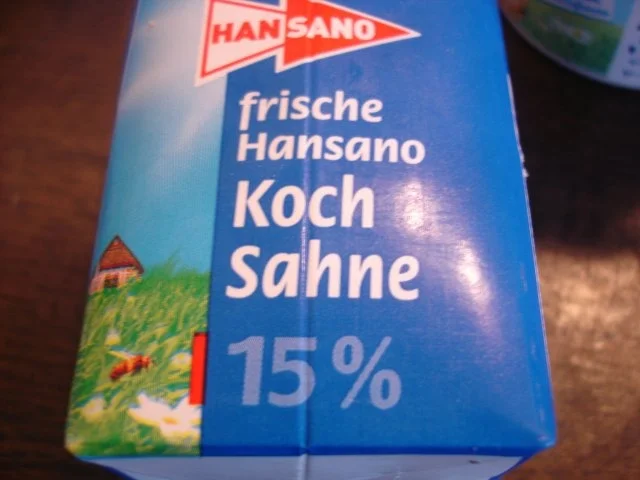 HANSANO
frische
Hansano
Koch
Sahne
15%